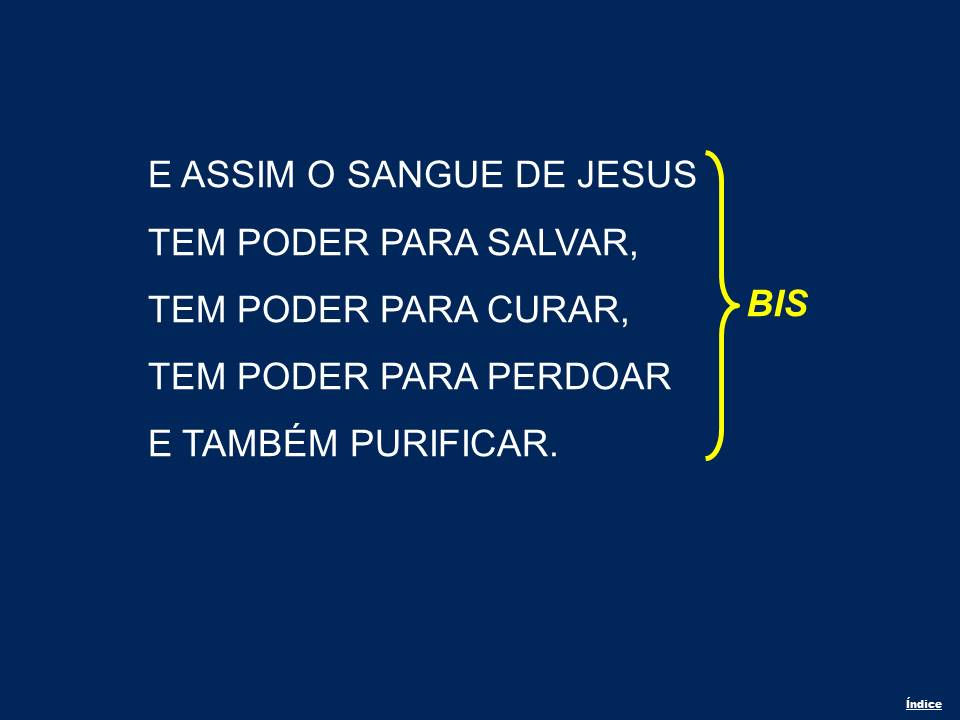 E ASSIM O SANGUE DE JESUS
TEM PODER PARA SALVAR,
TEM PODER PARA CURAR,
TEM PODER PARA PERDOAR
E TAMBÉM PURIFICAR.
BIS
Índice